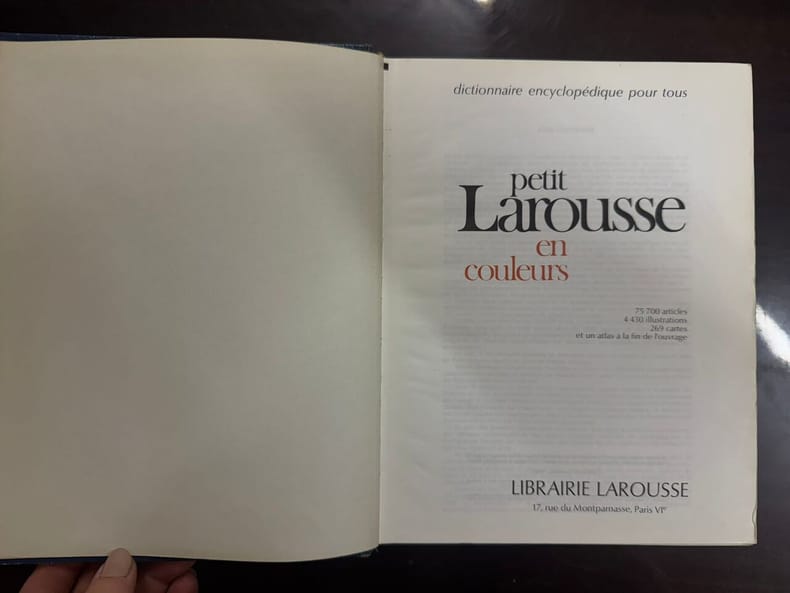 dictionnaire encyclopédique pour tous
petit
Larousse
en
couleurs
75 700 articles
4 430 illustrations
269 cartes
et un atlas à la fin de l'ouvrage
LIBRAIRIE LAROUSSE
17, rue du Montparnasse, Paris VIe